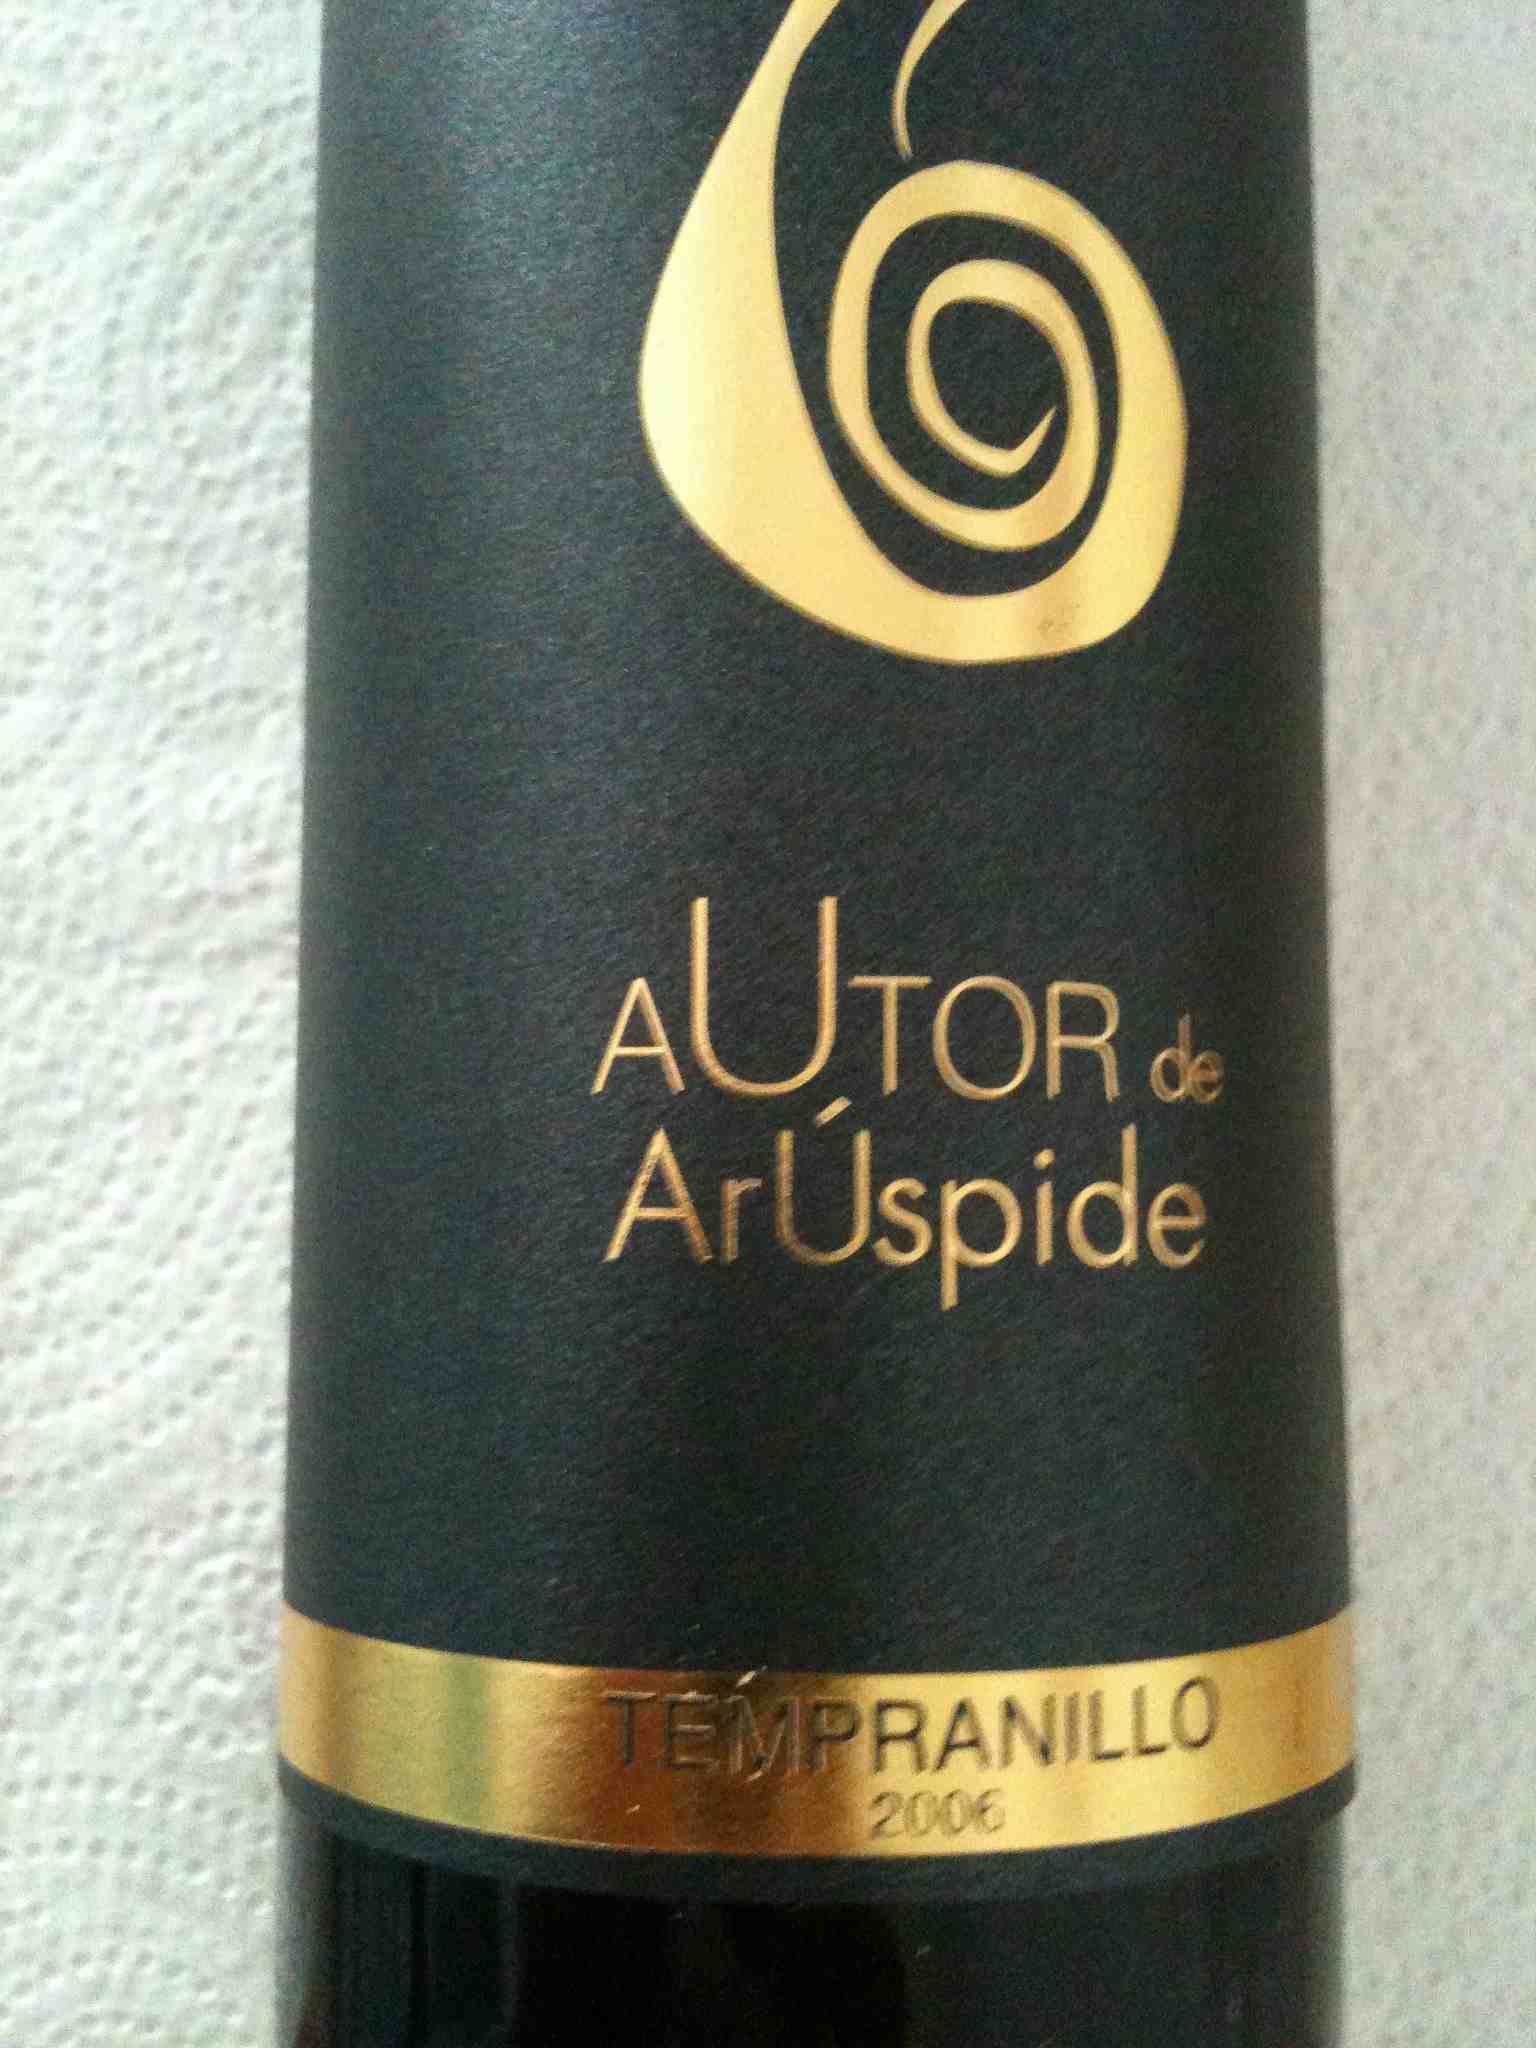 AUTOR de
ArÚspide
TEMPRANILLO
2006